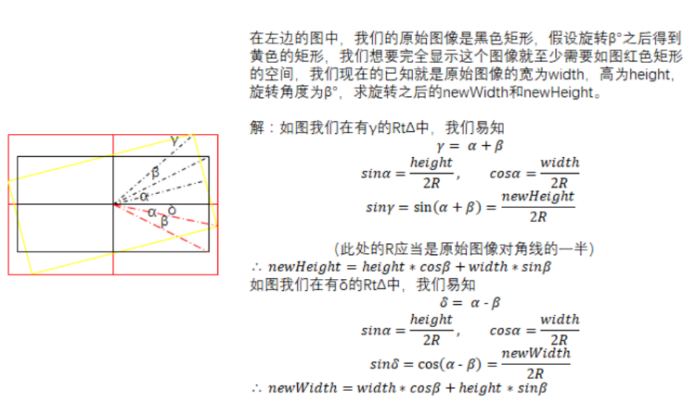 在左边的图中，我们的原始图像是黑色矩形，假设旋转β°之后得到
黄色的矩形，我们想要完全显示这个图像就至少需要如图红色矩形
的空间，我们现在的已知就是原始图像的宽为width，高为height，
旋转角度为β°，求旋转之后的newWidth和newHeight。
解：如图我们在有γ的RtΔ中，我们易知
γ = α + β
sinα = height/2R , cosα = width/2R
sinγ = sin(α + β) = newHeight/2R
(此处的R应当是原始图像对角线的一半)
∴ newHeight = height * cosβ + width * sinβ
如图我们在有δ的RtΔ中，我们易知
δ = α - β
sinα = height/2R , cosα = width/2R
sinδ = cos(α - β) = newWidth/2R
∴ newWidth = width * cosβ + height * sinβ
γ
β
α
α δ
β